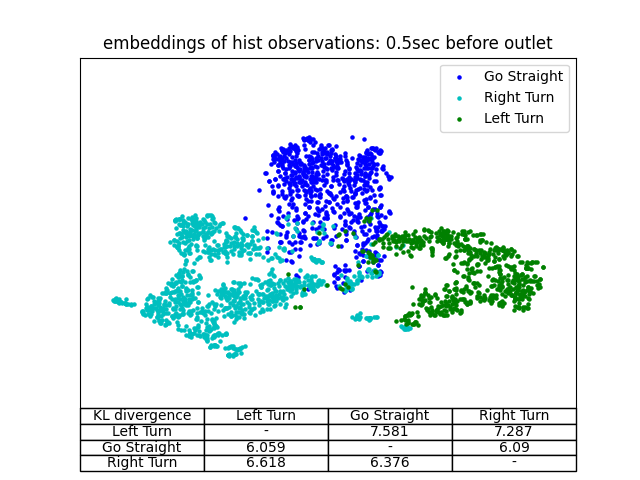 embeddings of hist observations: 0.5sec before outlet
Go Straight
Right Turn
Left Turn
KL divergence Left Turn Go Straight Right Turn
Left Turn - 7.581 7.287
Go Straight 6.059 - 6.09
Right Turn 6.618 6.376 -